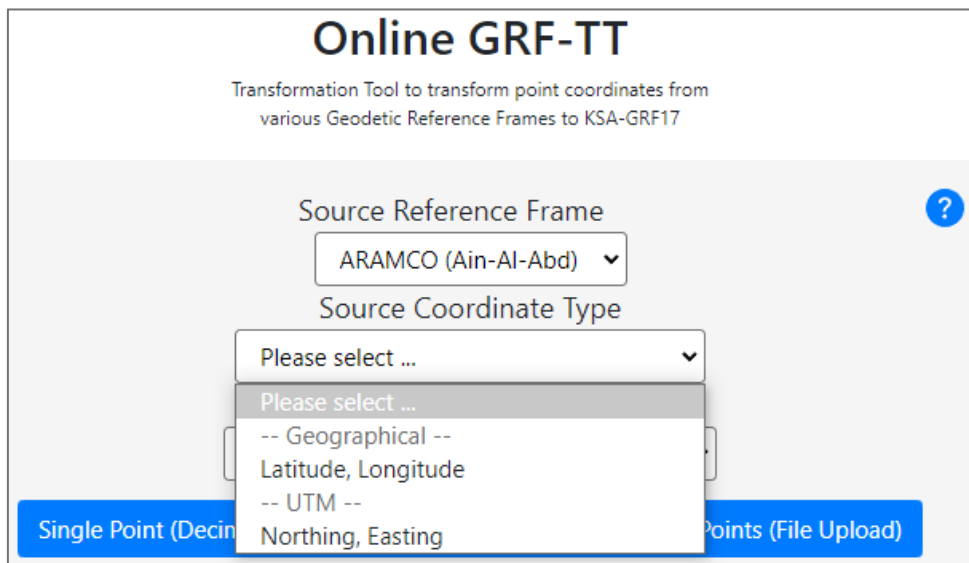 Online GRF-TT
Transformation Tool to transform point coordinates from
various Geodetic Reference Frames to KSA-GRF17
Source Reference Frame
?
ARAMCO (Ain-Al-Abd)
Source Coordinate Type
Please select ...
Please select ...
-- Geographical --
Latitude, Longitude
-- UTM --
Northing, Easting
Single Point
Points (File Upload)